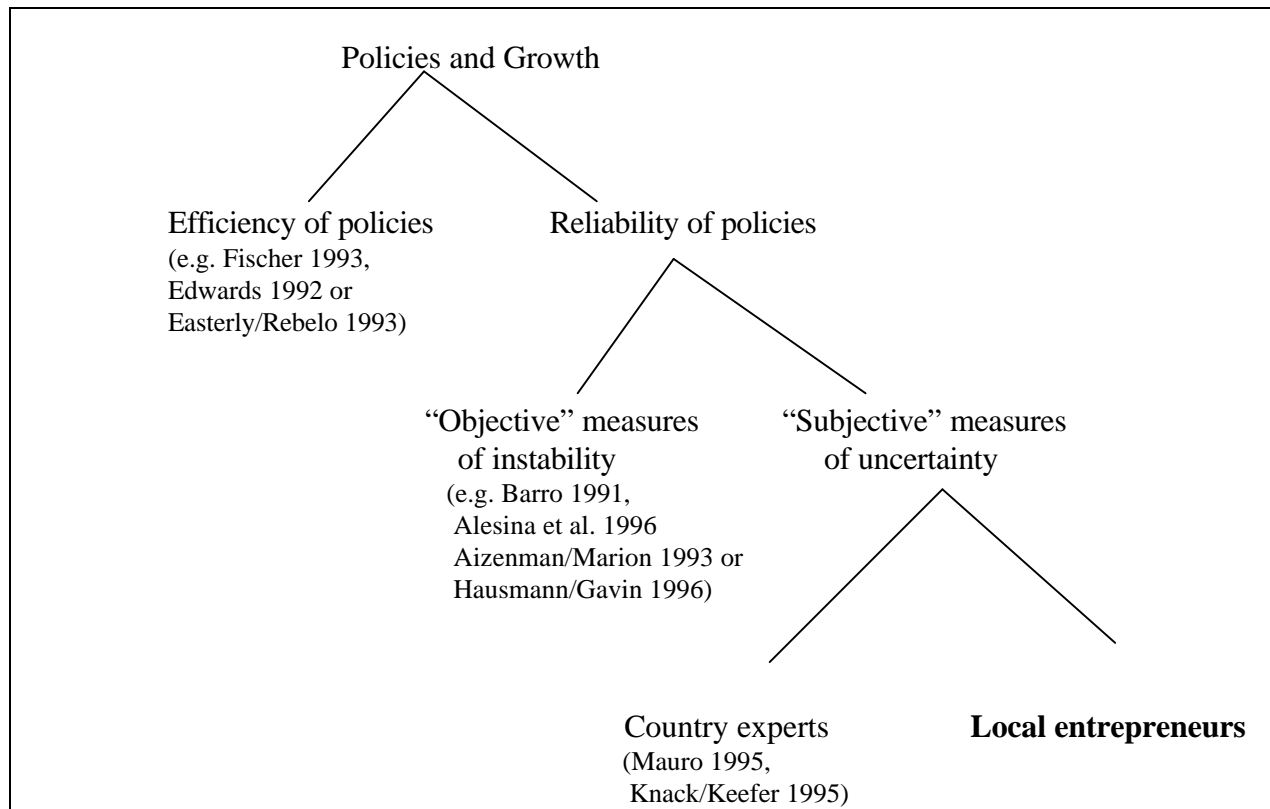 Policies and Growth
Efficiency of policies
(e.g. Fischer 1993,
Edwards 1992 or
Easterly/Rebelo 1993)
Reliability of policies
“Objective” measures
of instability
(e.g. Barro 1991,
Alesina et al. 1996
Aizenman/Marion 1993 or
Hausmann/Gavin 1996)
“Subjective” measures
of uncertainty
Country experts
(Mauro 1995,
Knack/Keefer 1995)
Local entrepreneurs